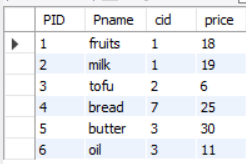 PID Pname cid price
1 fruits 1 18
2 milk 1 19
3 tofu 2 6
4 bread 7 25
5 butter 3 30
6 oil 3 11